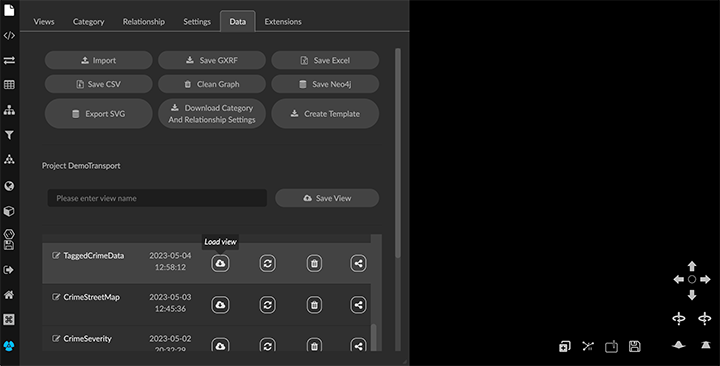 Views Category Relationship Settings Data Extensions
Import Save GXRF Save Excel
Save CSV Clean Graph Save Neo4j
Export SVG Download Category And Relationship Settings Create Template
Project DemoTransport
Please enter view name Save View
Load view
TaggedCrimeData 2023-05-04 12:58:12
CrimeStreetMap 2023-05-03 12:45:36
CrimeSeverity 2023-05-02 20:32:29